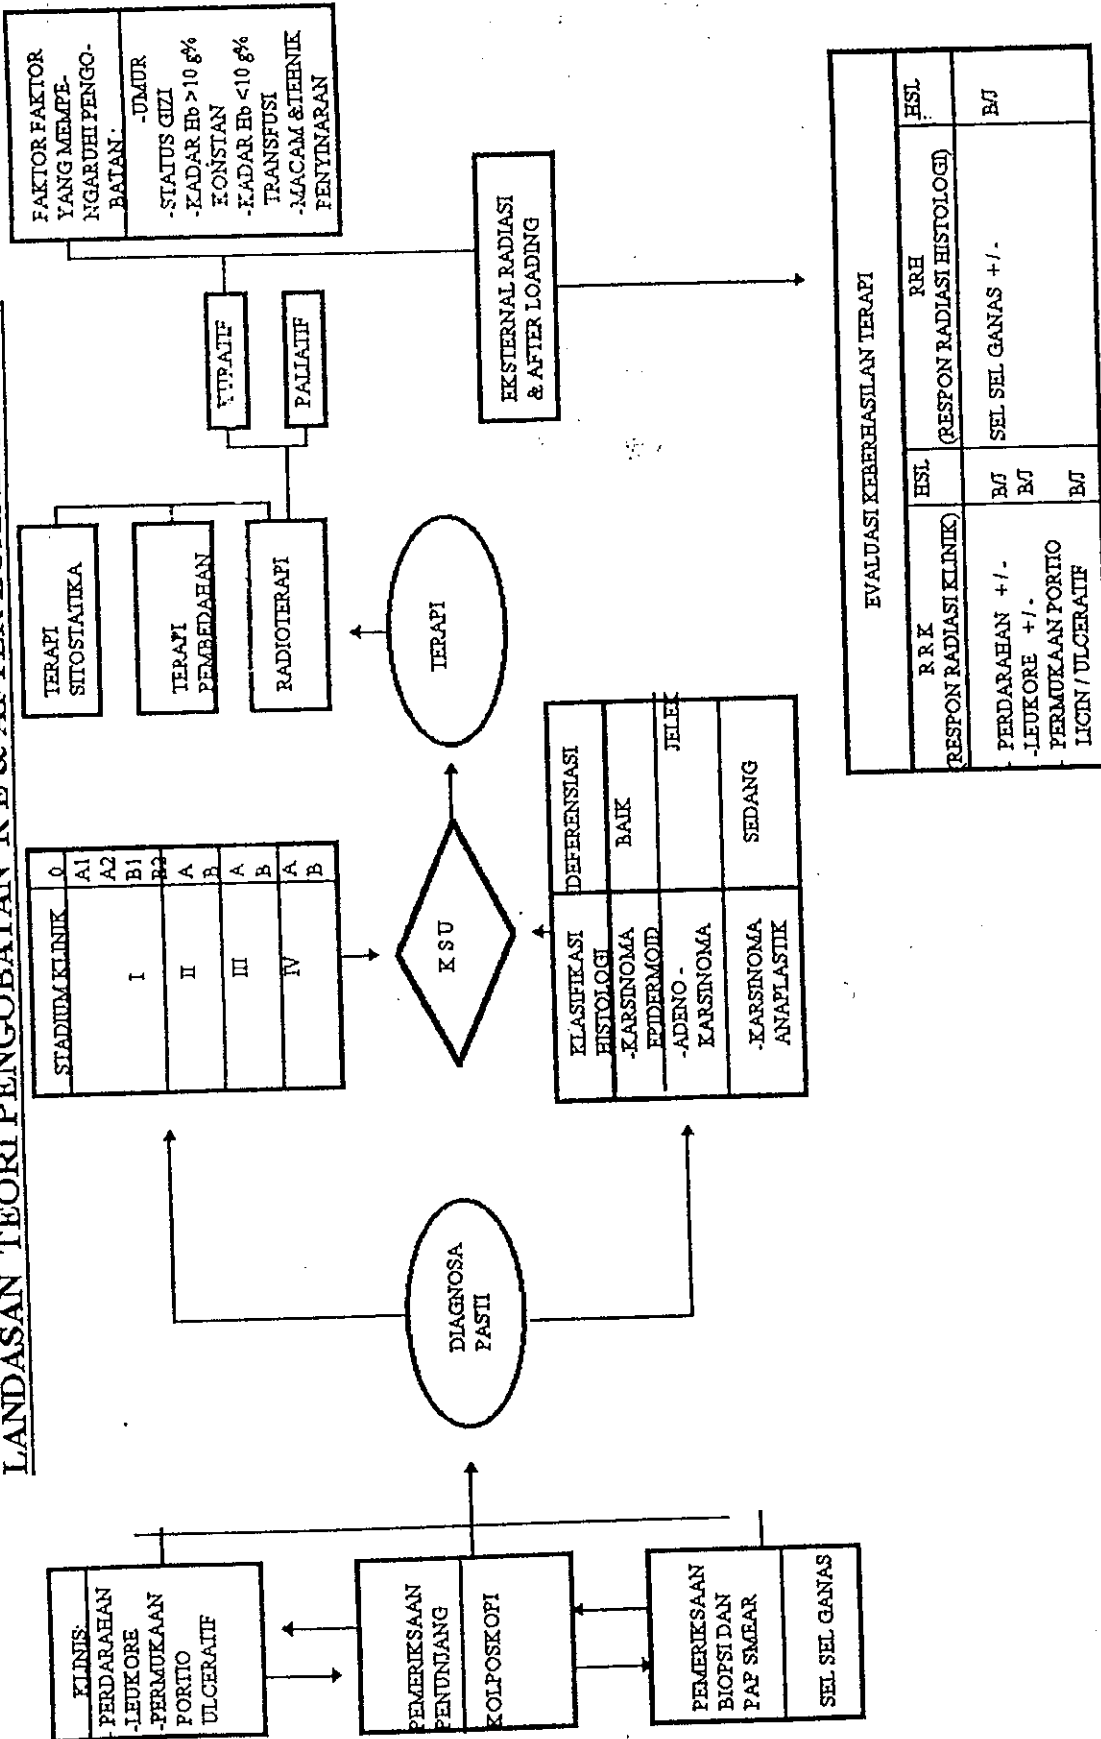 LANDASAN TEORI PENGOBATAN R E & AFTER
KLINIS:
- PERDARAHAN
-LEUKORE
-PERMUKAAN
PORTIO
ULCERATIF
PEMERIKSAAN
PENUNJANG
KOLPOSKOPI
PEMERIKSAAN
BIOPSI DAN
PAP SMEAR
SEL SEL GANAS
DIAGNOSA
PASTI
STADIUM KLINIK 0
I A1
A2
B1
B2
II A
B
III A
B
IV A
B
K S U
KLASIFIKASI
HISTOLOGI
DEFERENSIASI
-KARSINOMA
EPIDERMOID
BAIK
-ADENO -
KARSINOMA
JELEK
-KARSINOMA
ANAPLASTIK
SEDANG
TERAPI
TERAPI
SITOSTATIKA
TERAPI
PEMBEDAHAN
RADIOTERAPI
KURATIF
PALIATIF
FAKTOR FAKTOR
YANG MEMPE-
NGARUHI PENGO-
BATAN:
-UMUR
-STATUS GIZI
-KADAR Hb >10 g%
KONSTAN
-KADAR Hb <10 g%
TRANSFUSI
-MACAM &TEHNIK
PENYINARAN
EKSTERNAL RADIASI
& AFTER LOADING
EVALUASI KEBERHASILAN TERAPI
R R K
(RESPON RADIASI KLINIK)
HSL
RRH
(RESPON RADIASI HISTOLOGI)
HSL
- PERDARAHAN +/- B/J
-LEUKORE +/- B/J
PERMUKAAN PORTIO
LICIN / ULCERATIF B/J
SEL SEL GANAS +/- B/J